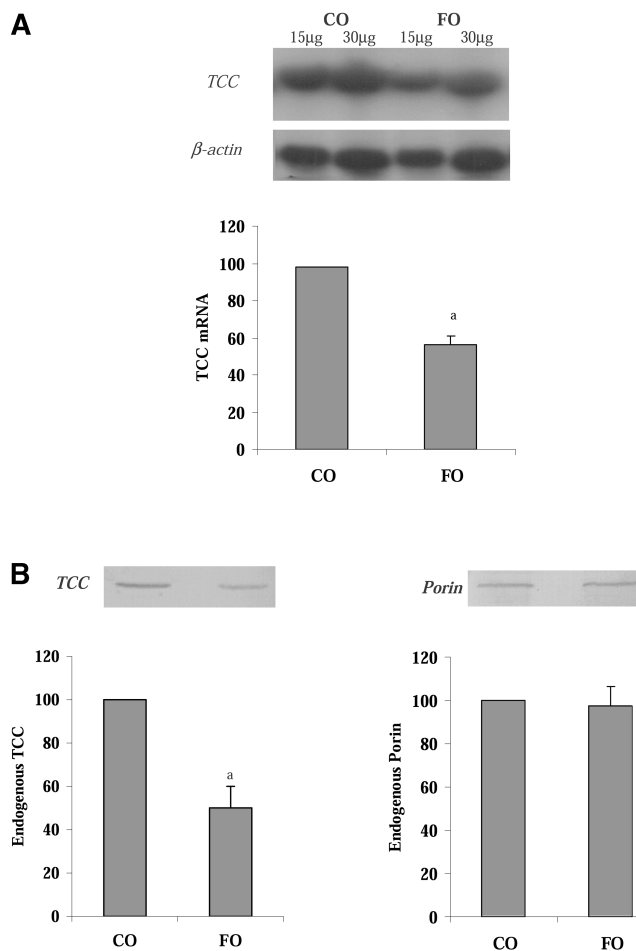 A
CO FO
15µg 30µg 15µg 30µg
TCC
β-actin
120
100
80
60
40
20
0
TCC mRNA
a
CO FO
B
TCC
120
100
80
60
40
20
0
Endogenous TCC
a
CO FO
Porin
120
100
80
60
40
20
0
Endogenous Porin
CO FO